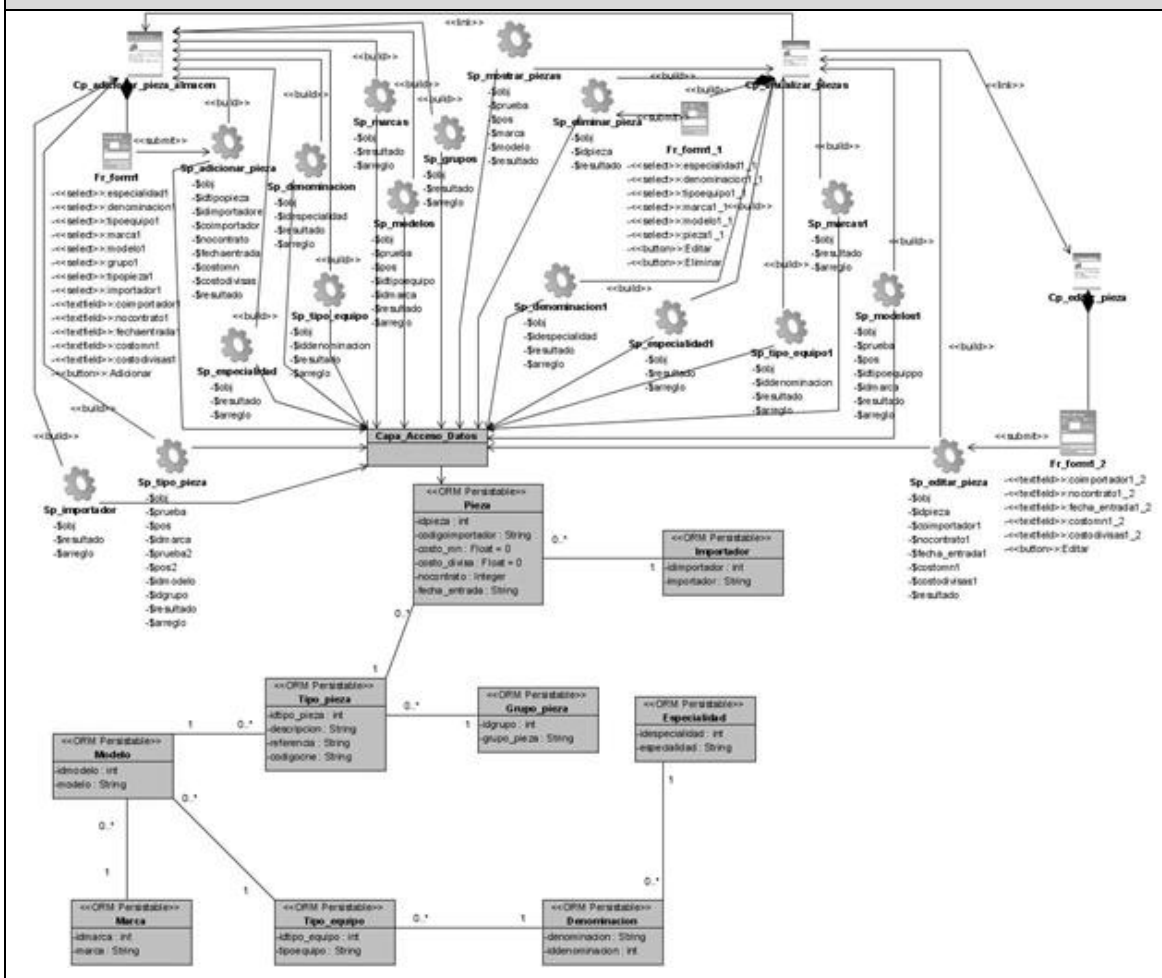 <<link>>
<<build>>
<<build>>
Cp_adicionar_pieza_almacen
<<submit>>
Fr_form1
-<<select>>:especialidad1
-<<select>>:denominacion1
-<<select>>:tipoequipo1
-<<select>>:marca1
-<<select>>:modelo1
-<<select>>:grupo1
-<<select>>:tipopieza1
-<<select>>:importador1
-<<textfield>>:coimportador1
-<<textfield>>:nocontrato1
-<<textfield>>:fechaentrada1
-<<textfield>>:costomn1
-<<textfield>>:costodivisas1
-<<button>>:Adicionar
<<build>>
Sp_adicionar_pieza
-$obj
-$idtipopieza
-$idimportadore
-$coimportador
-$nocontrato
-$fechaentrada
-$costomn
-$costodivisas
-$resultado
<<build>>
Sp_denominacion
-$obj
-$idespecialidad
-$resultado
-$arreglo
Sp_especialidad
-$obj
-$resultado
-$arreglo
<<build>>
Sp_tipo_equipo
-$obj
-$iddenominacion
-$resultado
-$arreglo
<<build>>
Sp_marcas
-$obj
-$resultado
-$arreglo
Sp_modelos
-$obj
-$prueba
-$pos
-$idtipoequipo
-$idmarca
-$resultado
-$arreglo
<<build>>
Sp_grupos
-$obj
-$resultado
-$arreglo
Sp_mostrar_piezas
-$obj
-$prueba
-$pos
-$marca
-$modelo
-$resultado
<<build>>
Sp_eliminar_pieza
-$obj
-$idpieza
-$resultado
<<submit>>
<<build>>
Fr_form1_1
-<<select>>:especialidad1_1
-<<select>>:denominacion1_1
-<<select>>:tipoequipo1_1
-<<select>>:marca1_1
<<build>>
-<<select>>:modelo1_1
-<<select>>:pieza1_1
-<<button>>:Editar
-<<button>>:Eliminar
Cp_visualizar_piezas
<<link>>
<<build>>
Sp_marcas1
-$obj
-$resultado
-$arreglo
<<build>>
Sp_denominacion1
-$obj
-$idespecialidad
-$resultado
-$arreglo
Sp_especialidad1
-$obj
-$resultado
-$arreglo
<<build>>
Sp_tipo_equipo1
-$obj
-$iddenominacion
-$resultado
-$arreglo
Sp_modelos1
-$obj
-$prueba
-$pos
-$idtipoequippo
-$idmarca
-$resultado
-$arreglo
<<build>>
Cp_editar_pieza
<<submit>>
Fr_form1_2
-<<textfield>>:coimportador1_2
-<<textfield>>:nocontrato1_2
-<<textfield>>:fecha_entrada1_2
-<<textfield>>:costomn1_2
-<<textfield>>:costodivisas1_2
-<<button>>:Editar
Sp_editar_pieza
-$obj
-$idpieza
-$coimportador1
-$nocontrato1
-$fecha_entrada1
-$costomn1
-$costodivisas1
-$resultado
<<build>>
<<build>>
Sp_importador
-$obj
-$resultado
-$arreglo
Sp_tipo_pieza
-$obj
-$prueba
-$pos
-$idmarca
-$prueba2
-$pos2
-$idmodelo
-$idgrupo
-$resultado
-$arreglo
Capa_Acceso_Datos
<<ORM Persistable>>
Pieza
-idpieza : int
-codigoimportador : String
-costo_mn : Float = 0
-costo_divisa : Float = 0
-nocontrato : Integer
-fecha_entrada : String
0..*
1
<<ORM Persistable>>
Importador
-idimportador : int
-importador : String
0..*
1
<<ORM Persistable>>
Tipo_pieza
-idtipo_pieza : int
-descripcion : String
-referencia : String
-codigocne : String
0..*
1
<<ORM Persistable>>
Grupo_pieza
-idgrupo : int
-grupo_pieza : String
<<ORM Persistable>>
Especialidad
-idespecialidad : int
-especialidad : String
1
0..*
1
0..*
<<ORM Persistable>>
Modelo
-idmodelo : int
-modelo : String
0..*
0..*
1
1
<<ORM Persistable>>
Marca
-idmarca : int
-marca : String
<<ORM Persistable>>
Tipo_equipo
-idtipo_equipo : int
-tipoequipo : String
0..*
1
<<ORM Persistable>>
Denominacion
-denominacion : String
-iddenominacion : int